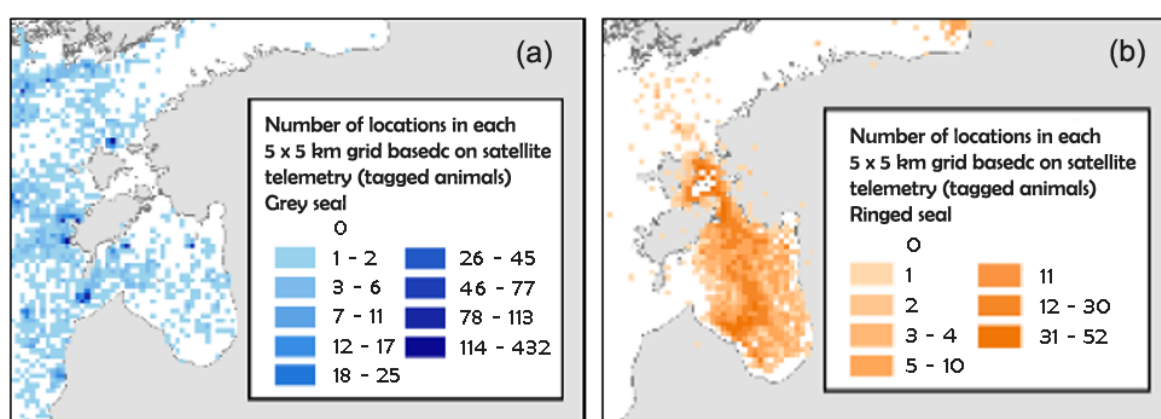 (a)
Number of locations in each
5 x 5 km grid basedc on satellite
telemetry (tagged animals)
Grey seal
0
1 - 2
3 - 6
7 - 11
12 - 17
18 - 25
26 - 45
46 - 77
78 - 113
114 - 432
(b)
Number of locations in each
5 x 5 km grid basedc on satellite
telemetry (tagged animals)
Ringed seal
0
1
2
3 - 4
5 - 10
11
12 - 30
31 - 52